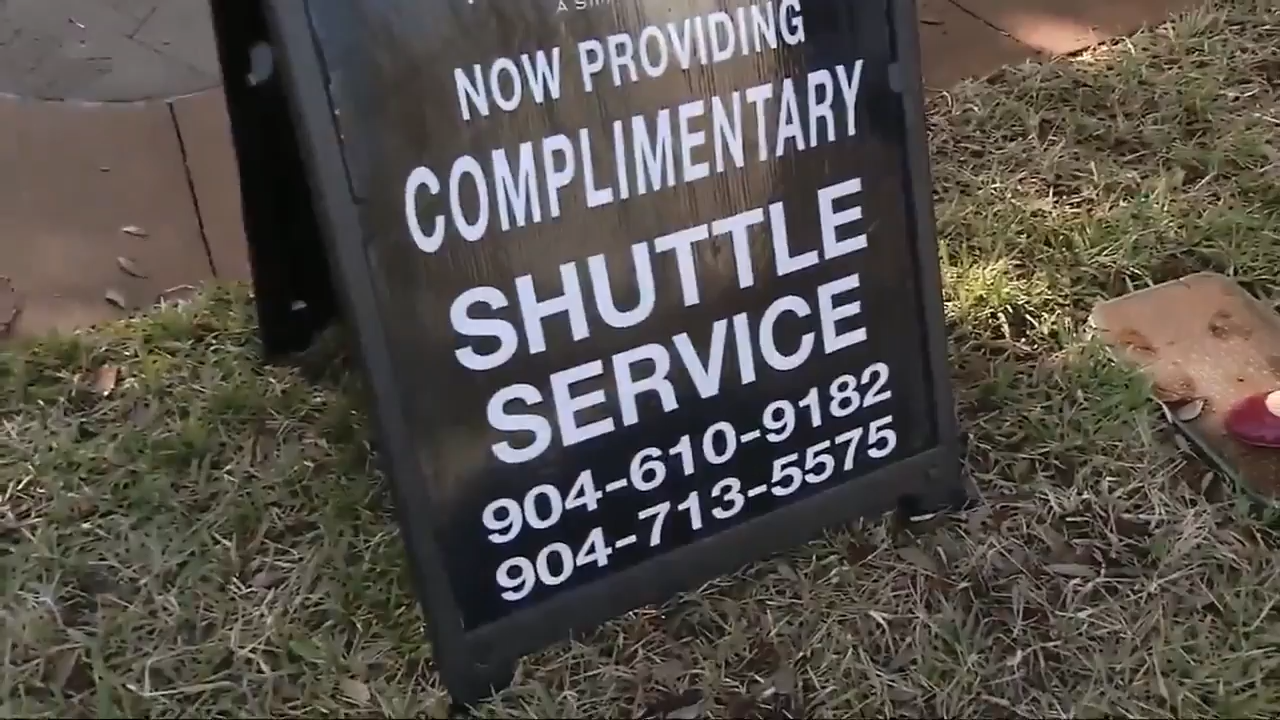 NOW PROVIDING
COMPLIMENTARY
SHUTTLE
SERVICE
904-610-9182
904-713-5575